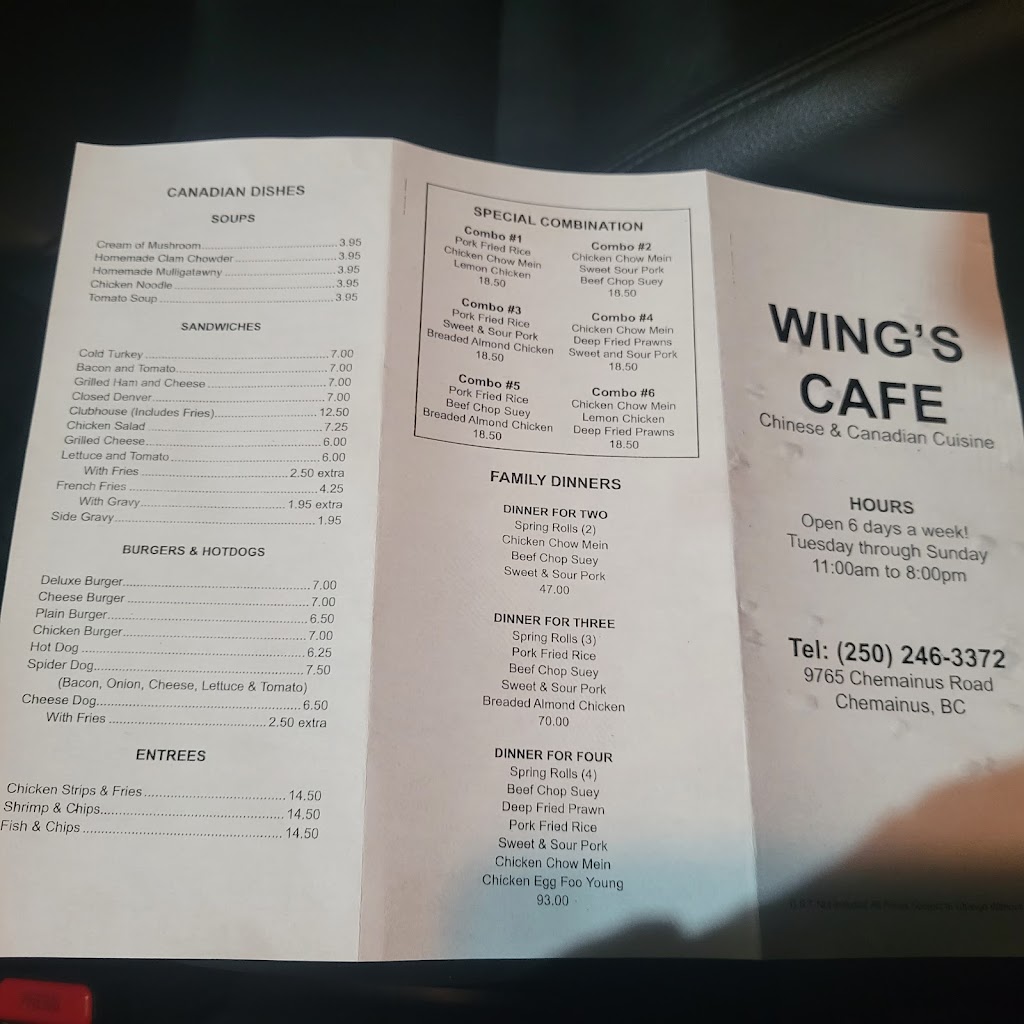 CANADIAN DISHES
SOUPS
Cream of Mushroom..............................3.95
Homemade Clam Chowder.......................3.95
Homemade Mulligatawny.........................3.95
Chicken Noodle....................................3.95
Tomato Soup.......................................3.95
SANDWICHES
Cold Turkey........................................7.00
Bacon and Tomato.................................7.00
Grilled Ham and Cheese..........................7.00
Closed Denver.....................................7.00
Clubhouse (Includes Fries).......................12.50
Chicken Salad.....................................7.25
Grilled Cheese.....................................6.00
Lettuce and Tomato...............................6.00
With Fries..............................2.50 extra
French Fries.......................................4.25
With Gravy..............................1.95 extra
Side Gravy.........................................1.95
BURGERS & HOTDOGS
Deluxe Burger.....................................7.00
Cheese Burger.....................................7.00
Plain Burger.......................................6.50
Chicken Burger....................................7.00
Hot Dog............................................6.25
Spider Dog.........................................7.50
(Bacon, Onion, Cheese, Lettuce & Tomato)
Cheese Dog........................................6.50
With Fries..............................2.50 extra
ENTREES
Chicken Strips & Fries............................14.50
Shrimp & Chips....................................14.50
Fish & Chips.......................................14.50
SPECIAL COMBINATION
Combo #1
Pork Fried Rice
Chicken Chow Mein
Lemon Chicken
18.50
Combo #2
Chicken Chow Mein
Sweet Sour Pork
Beef Chop Suey
18.50
Combo #3
Pork Fried Rice
Sweet & Sour Pork
Breaded Almond Chicken
18.50
Combo #4
Chicken Chow Mein
Deep Fried Prawns
Sweet and Sour Pork
18.50
Combo #5
Pork Fried Rice
Beef Chop Suey
Breaded Almond Chicken
18.50
Combo #6
Chicken Chow Mein
Lemon Chicken
Deep Fried Prawns
18.50
FAMILY DINNERS
DINNER FOR TWO
Spring Rolls (2)
Chicken Chow Mein
Beef Chop Suey
Sweet & Sour Pork
47.00
DINNER FOR THREE
Spring Rolls (3)
Pork Fried Rice
Beef Chop Suey
Sweet & Sour Pork
Breaded Almond Chicken
70.00
DINNER FOR FOUR
Spring Rolls (4)
Beef Chop Suey
Deep Fried Prawn
Pork Fried Rice
Sweet & Sour Pork
Chicken Chow Mein
Chicken Egg Foo Young
93.00
WING'S
CAFE
Chinese & Canadian Cuisine
HOURS
Open 6 days a week!
Tuesday through Sunday
11:00am to 8:00pm
Tel: (250) 246-3372
9765 Chemainus Road
Chemainus, BC